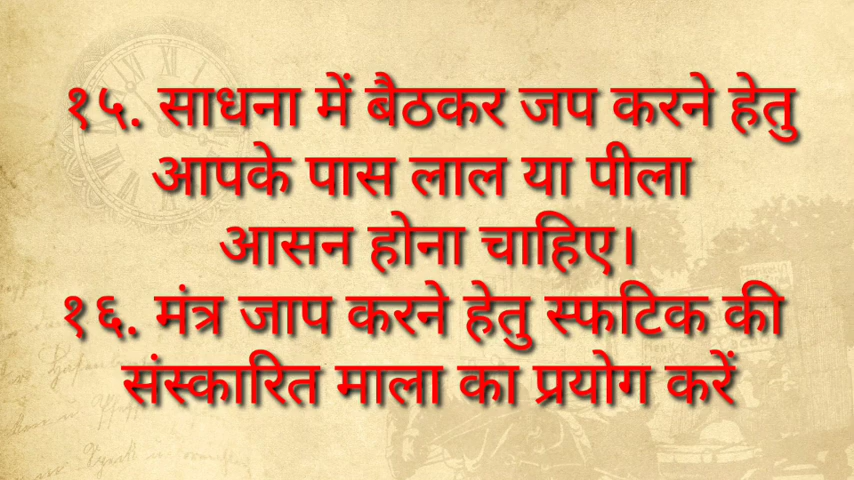 १५. साधना में बैठकर जप करने हेतु
आपके पास लाल या पीला
आसन होना चाहिए।
१६. मंत्र जाप करने हेतु स्फटिक की
संस्कारित माला का प्रयोग करें